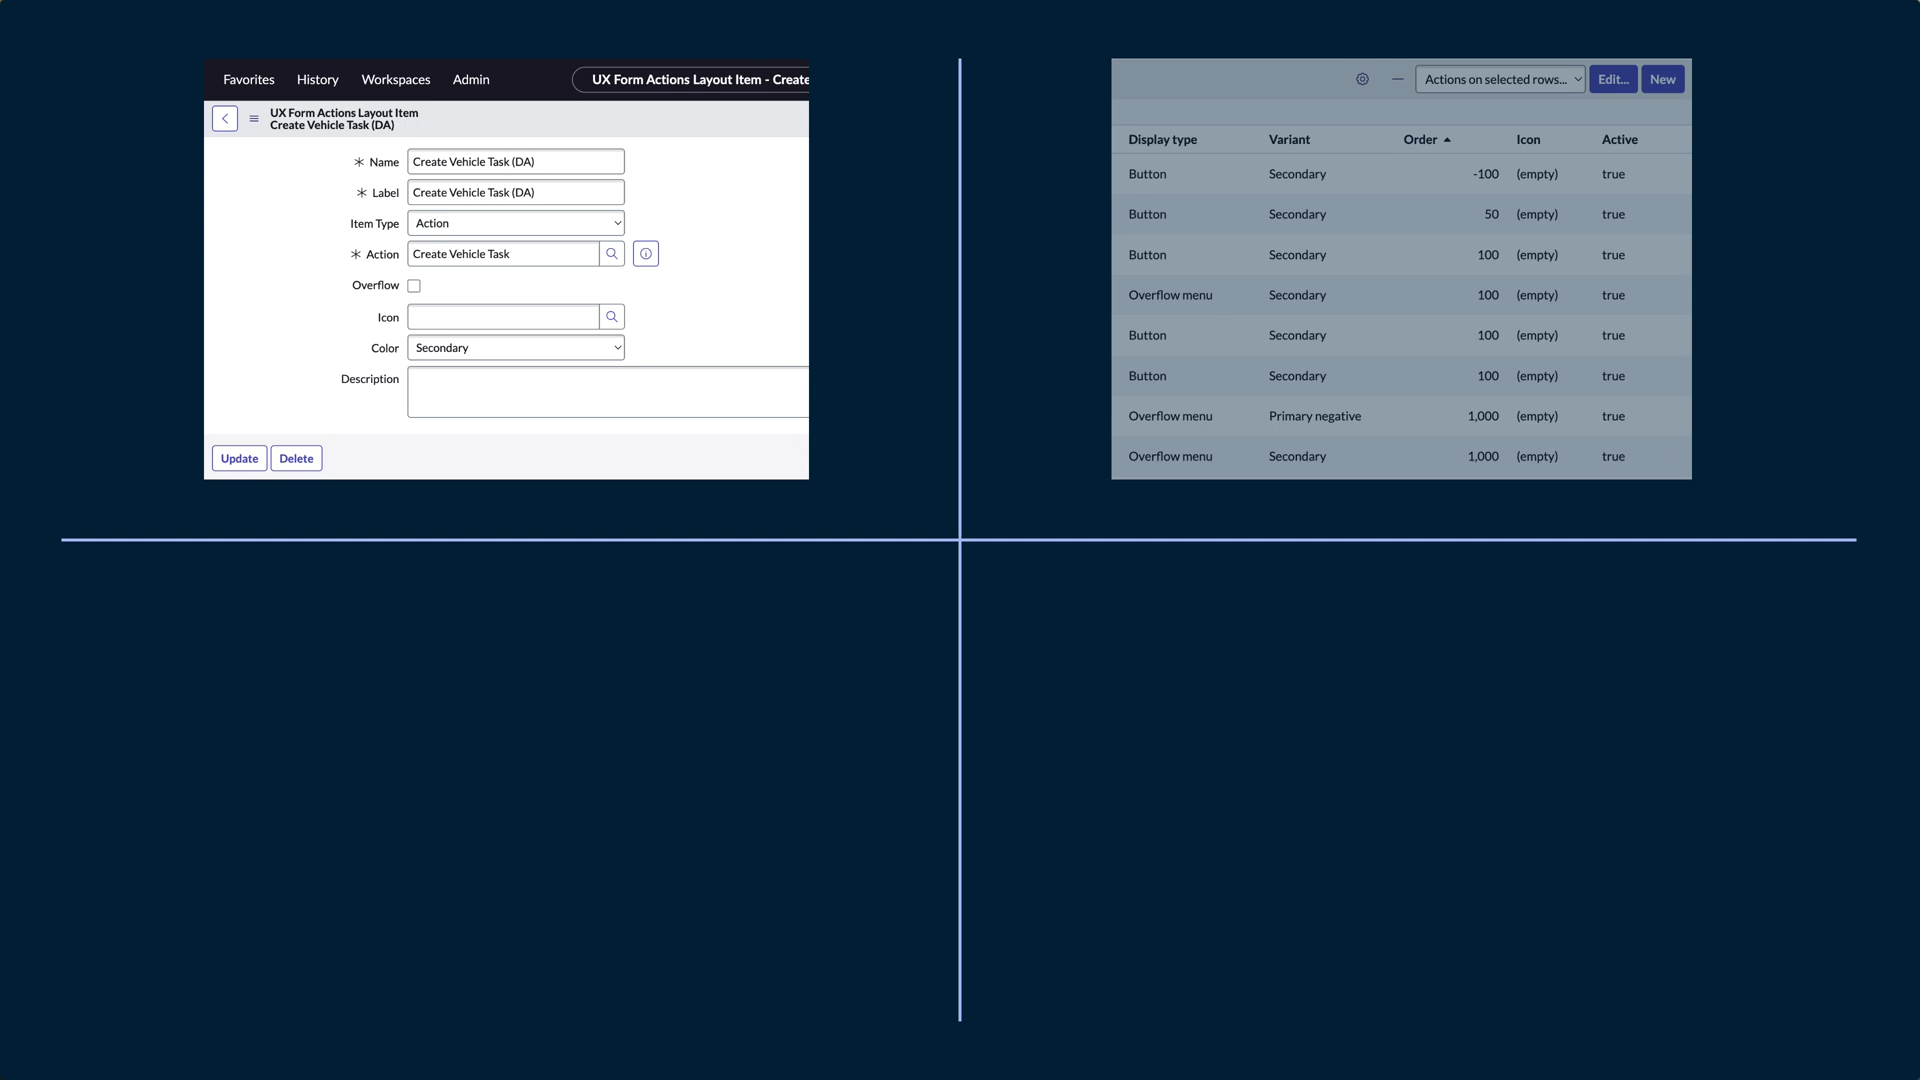 Favorites History Workspaces Admin UX Form Actions Layout Item - Create
UX Form Actions Layout Item
Create Vehicle Task (DA)
* Name Create Vehicle Task (DA)
* Label Create Vehicle Task (DA)
Item Type Action
* Action Create Vehicle Task
Overflow
Icon
Color Secondary
Description
Update Delete
Actions on selected rows... Edit... New
Display type Variant Order Icon Active
Button Secondary -100 (empty) true
Button Secondary 50 (empty) true
Button Secondary 100 (empty) true
Overflow menu Secondary 100 (empty) true
Button Secondary 100 (empty) true
Button Secondary 100 (empty) true
Overflow menu Primary negative 1,000 (empty) true
Overflow menu Secondary 1,000 (empty) true